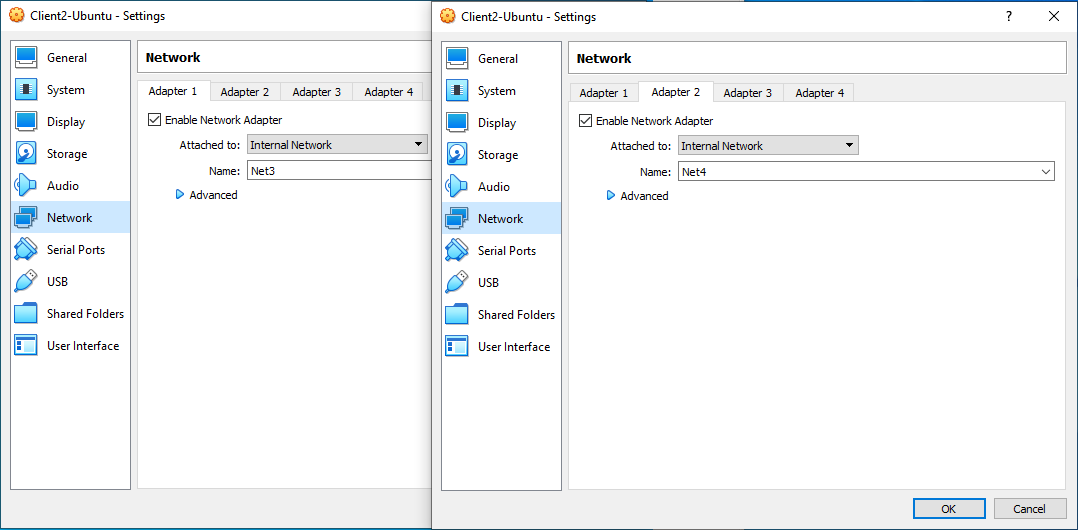 Client2-Ubuntu - Settings
General
System
Display
Storage
Audio
Network
Serial Ports
USB
Shared Folders
User Interface
Network
Adapter 1 Adapter 2 Adapter 3 Adapter 4
Enable Network Adapter
Attached to: Internal Network
Name: Net3
Advanced
Client2-Ubuntu - Settings ?
General
System
Display
Storage
Audio
Network
Serial Ports
USB
Shared Folders
User Interface
Network
Adapter 1 Adapter 2 Adapter 3 Adapter 4
Enable Network Adapter
Attached to: Internal Network
Name: Net4
Advanced
OK Cancel